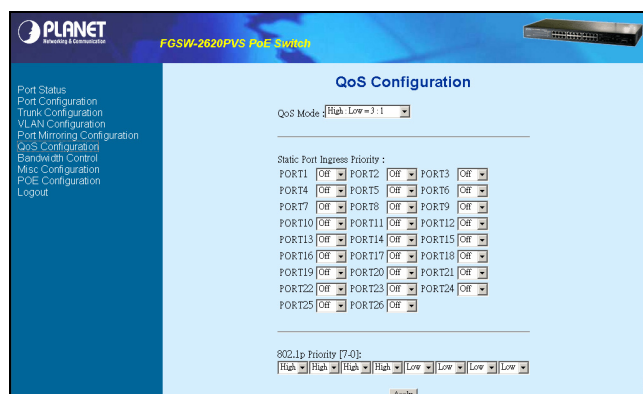 PLANET
Networking & Communication
FGSW-2620PVS PoE Switch
Port Status
Port Configuration
Trunk Configuration
VLAN Configuration
Port Mirroring Configuration
QoS Configuration
Bandwidth Control
Misc Configuration
POE Configuration
Logout
QoS Configuration
QoS Mode : High : Low = 3 : 1
Static Port Ingress Priority :
PORT1 Off PORT2 Off PORT3 Off
PORT4 Off PORT5 Off PORT6 Off
PORT7 Off PORT8 Off PORT9 Off
PORT10 Off PORT11 Off PORT12 Off
PORT13 Off PORT14 Off PORT15 Off
PORT16 Off PORT17 Off PORT18 Off
PORT19 Off PORT20 Off PORT21 Off
PORT22 Off PORT23 Off PORT24 Off
PORT25 Off PORT26 Off
802.1p Priority [7-0]:
High High High High Low Low Low Low
Apply